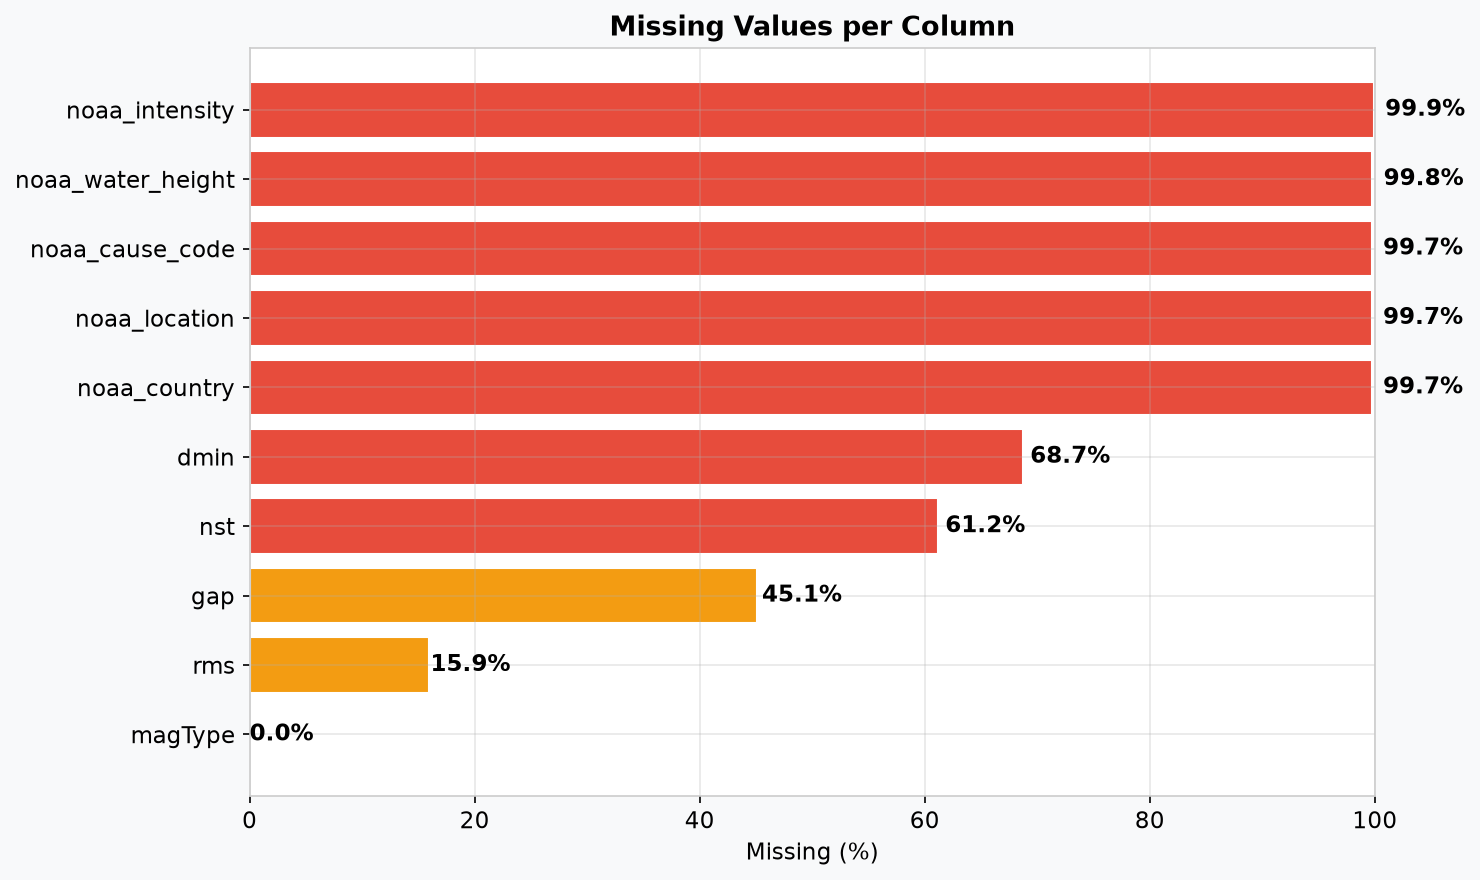 Missing Values per Column
noaa_intensity 99.9%
noaa_water_height 99.8%
noaa_cause_code 99.7%
noaa_location 99.7%
noaa_country 99.7%
dmin 68.7%
nst 61.2%
gap 45.1%
rms 15.9%
magType 0.0%
0 20 40 60 80 100
Missing (%)